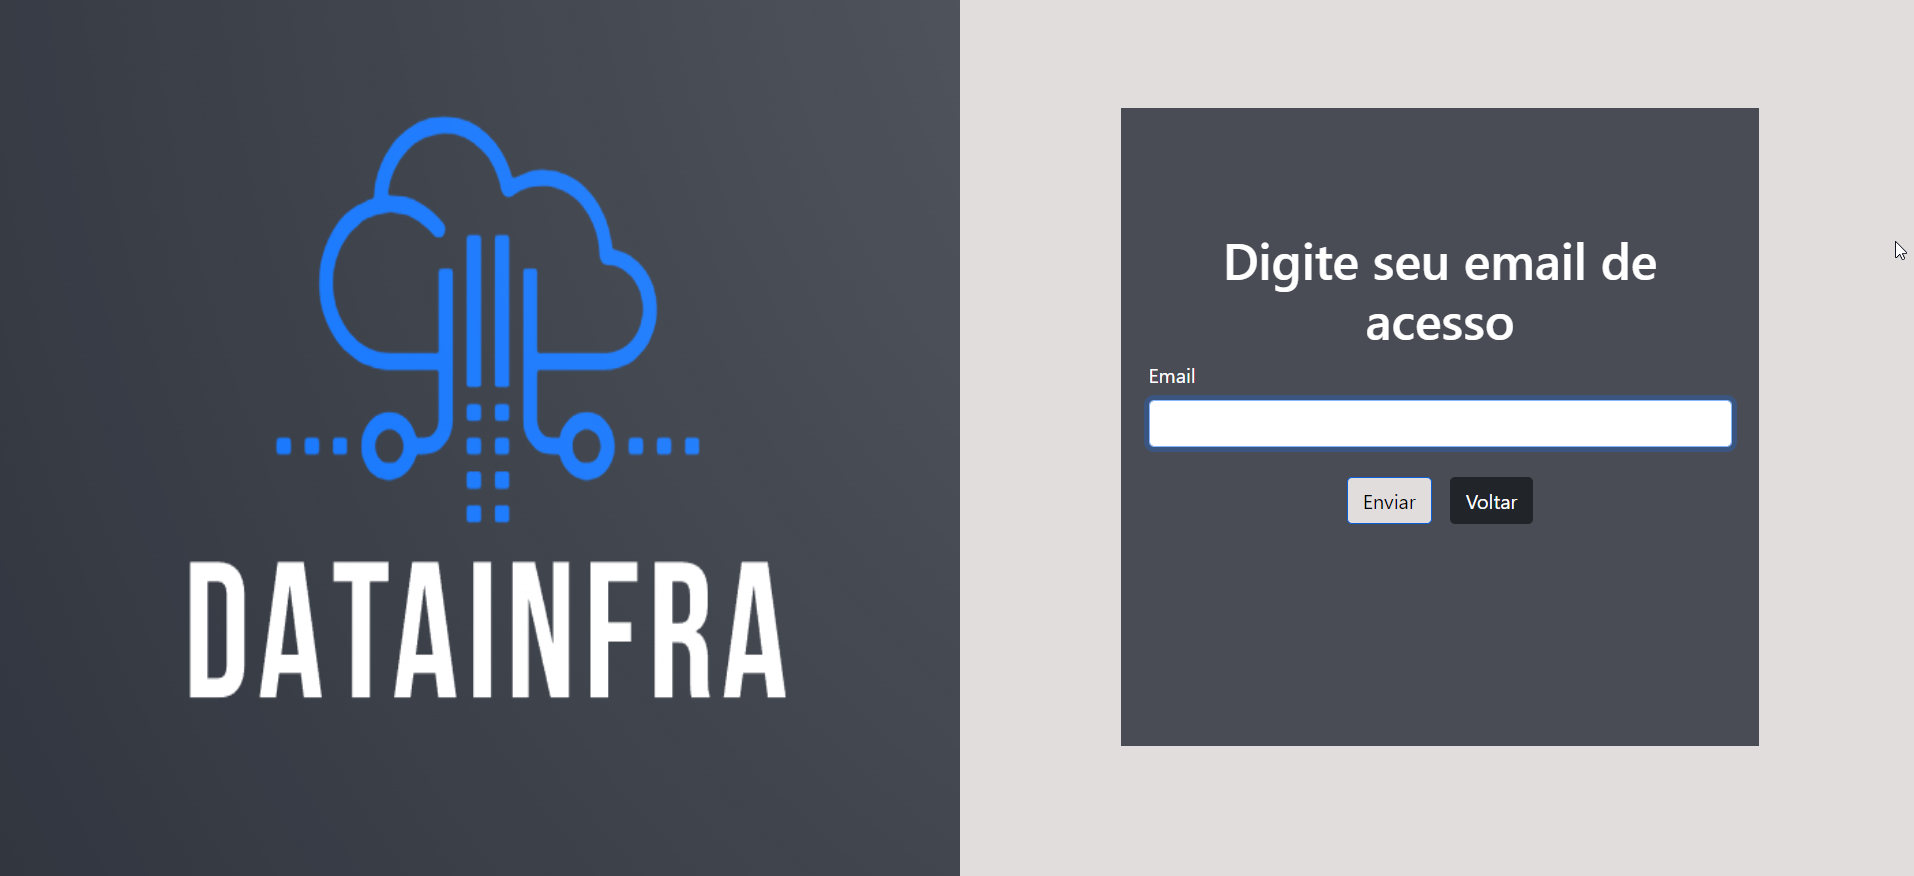 DATAINFRA
Digite seu email de
acesso
Email
Enviar
Voltar